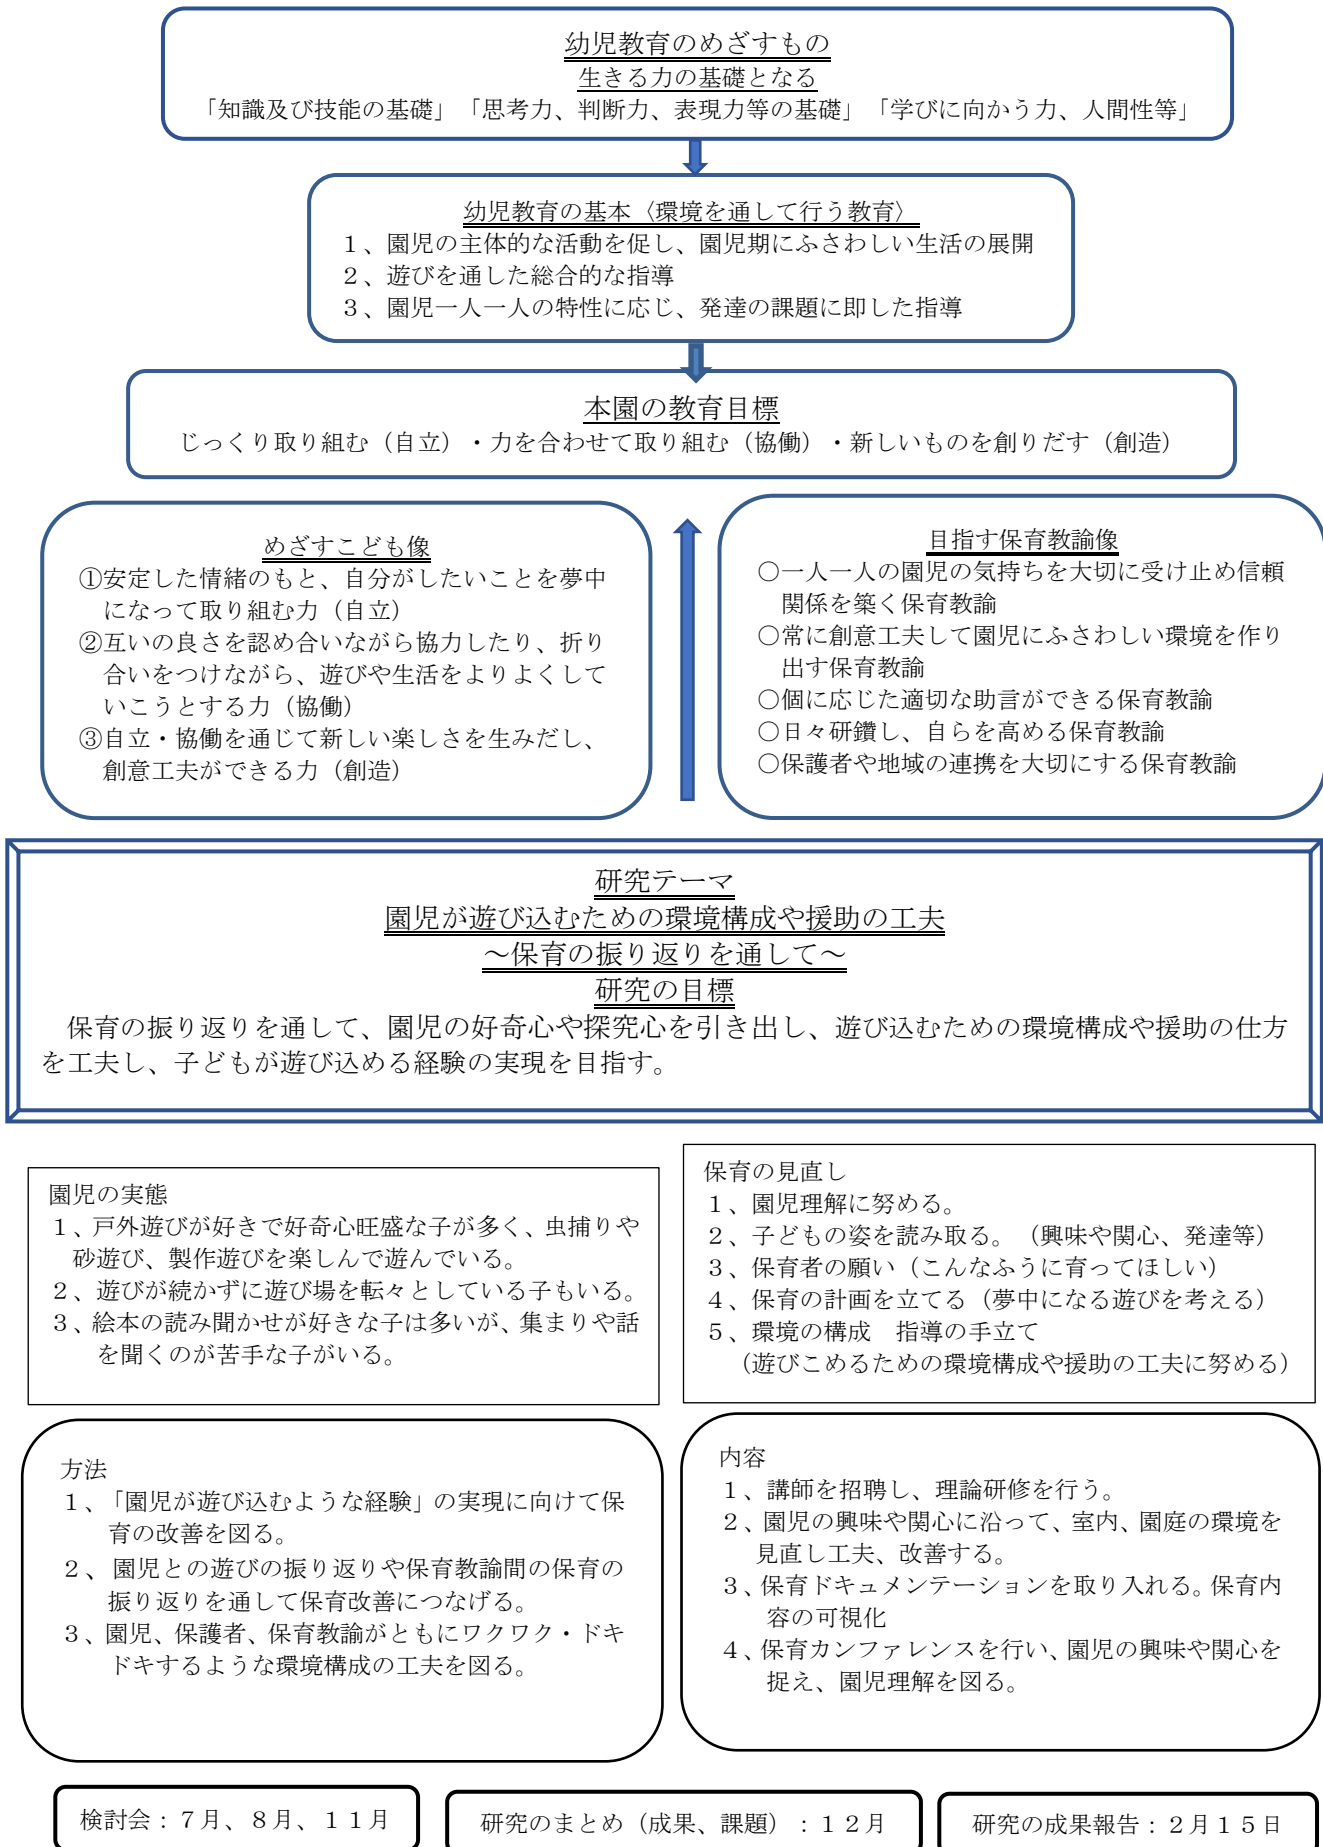 幼児教育のめざすもの
生きる力の基礎となる
「知識及び技能の基礎」「思考力、判断力、表現力等の基礎」「学びに向かう力、人間性等」
幼児教育の基本〈環境を通して行う教育〉
１、園児の主体的な活動を促し、園児期にふさわしい生活の展開
２、遊びを通した総合的な指導
３、園児一人一人の特性に応じ、発達の課題に即した指導
本園の教育目標
じっくり取り組む（自立）・力を合わせて取り組む（協働）・新しいものを創りだす（創造）
めざすこども像
①安定した情緒のもと、自分がしたいことを夢中
になって取り組む力（自立）
②互いの良さを認め合いながら協力したり、折り
合いをつけながら、遊びや生活をよりよくして
いこうとする力（協働）
③自立・協働を通じて新しい楽しさを生みだし、
創意工夫ができる力（創造）
目指す保育教諭像
〇一人一人の園児の気持ちを大切に受け止め信頼
関係を築く保育教諭
〇常に創意工夫して園児にふさわしい環境を作り
出す保育教諭
〇個に応じた適切な助言ができる保育教諭
〇日々研鑽し、自らを高める保育教諭
〇保護者や地域の連携を大切にする保育教諭
研究テーマ
園児が遊び込むための環境構成や援助の工夫
～保育の振り返りを通して～
研究の目標
保育の振り返りを通して、園児の好奇心や探究心を引き出し、遊び込むための環境構成や援助の仕方
を工夫し、子どもが遊び込める経験の実現を目指す。
園児の実態
１、戸外遊びが好きで好奇心旺盛な子が多く、虫捕りや
砂遊び、製作遊びを楽しんで遊んでいる。
２、遊びが続かずに遊び場を転々としている子もいる。
３、絵本の読み聞かせが好きな子は多いが、集まりや話
を聞くのが苦手な子がいる。
保育の見直し
１、園児理解に努める。
２、子どもの姿を読み取る。（興味や関心、発達等）
３、保育者の願い（こんなふうに育ってほしい）
４、保育の計画を立てる（夢中になる遊びを考える）
５、環境の構成　指導の手立て
（遊びこめるための環境構成や援助の工夫に努める）
方法
１、「園児が遊び込むような経験」の実現に向けて保
育の改善を図る。
２、 園児との遊びの振り返りや保育教諭間の保育の
振り返りを通して保育改善につなげる。
３、園児、保護者、保育教諭がともにワクワク・ドキ
ドキするような環境構成の工夫を図る。
内容
１、講師を招聘し、理論研修を行う。
２、園児の興味や関心に沿って、室内、園庭の環境を
見直し工夫、改善する。
３、保育ドキュメンテーションを取り入れる。保育内
容の可視化
４、保育カンファレンスを行い、園児の興味や関心を
捉え、園児理解を図る。
検討会：７月、８月、１１月
研究のまとめ（成果、課題）：１２月
研究の成果報告：２月１５日